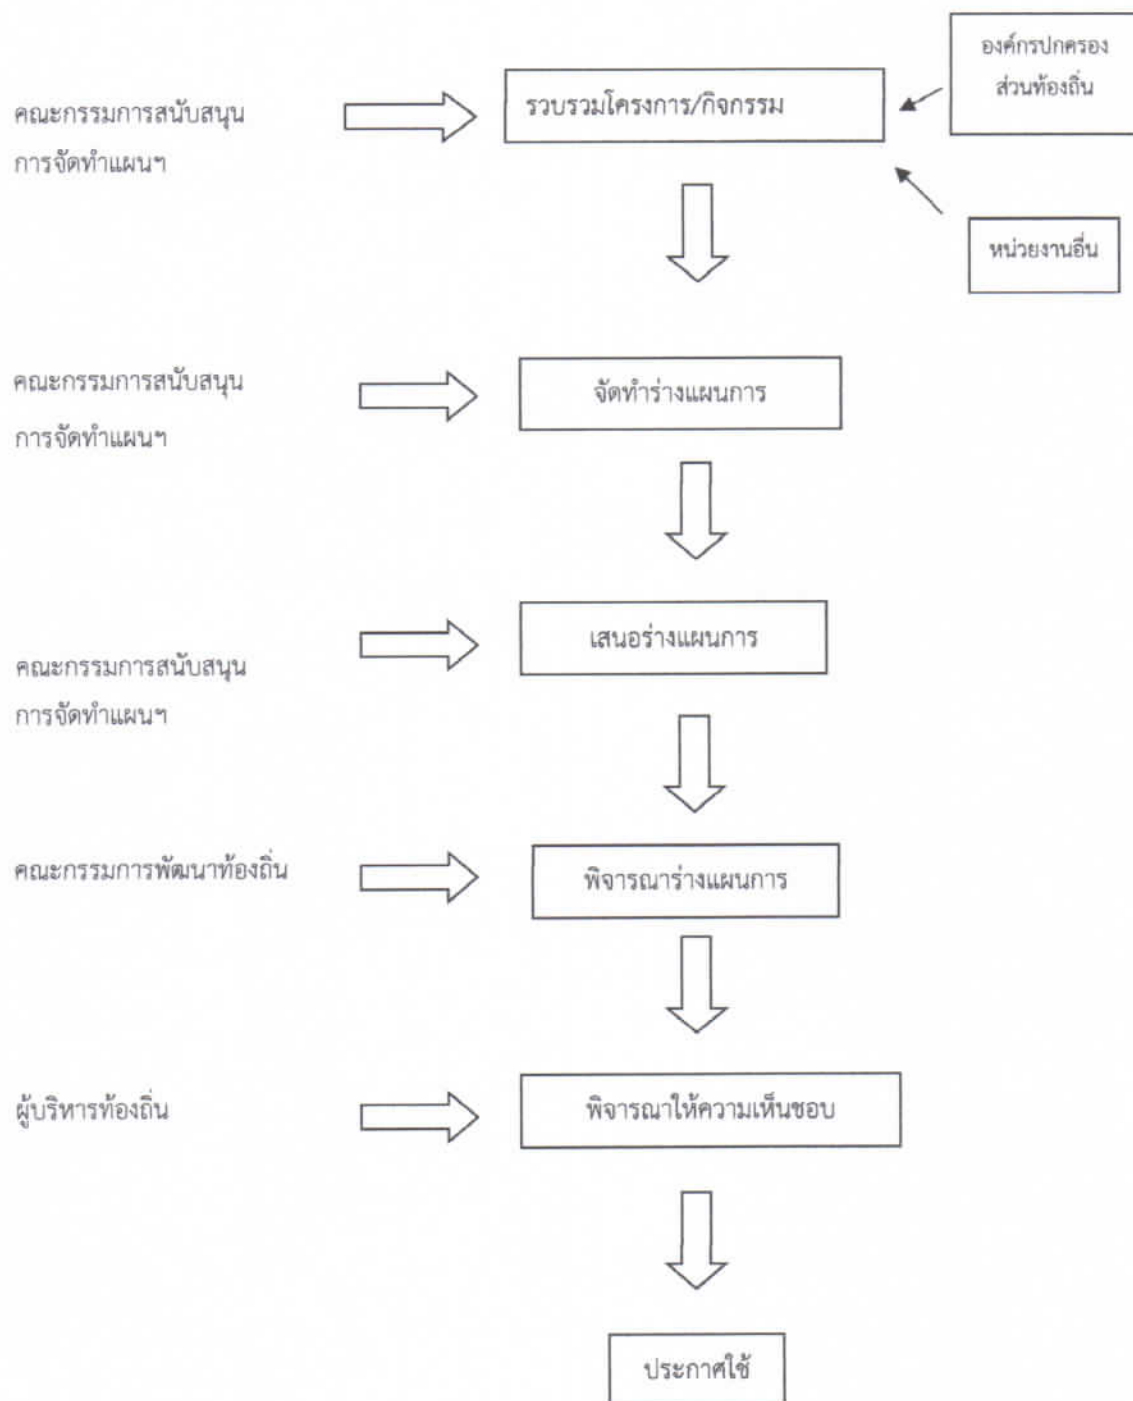 องค์กรปกครอง
ส่วนท้องถิ่น
คณะกรรมการสนับสนุน
การจัดทำแผนฯ
รวบรวมโครงการ/กิจกรรม
หน่วยงานอื่น
คณะกรรมการสนับสนุน
การจัดทำแผนฯ
จัดทำร่างแผนการ
เสนอร่างแผนการ
คณะกรรมการสนับสนุน
การจัดทำแผนฯ
คณะกรรมการพัฒนาท้องถิ่น
พิจารณาร่างแผนการ
ผู้บริหารท้องถิ่น
พิจารณาให้ความเห็นชอบ
ประกาศใช้